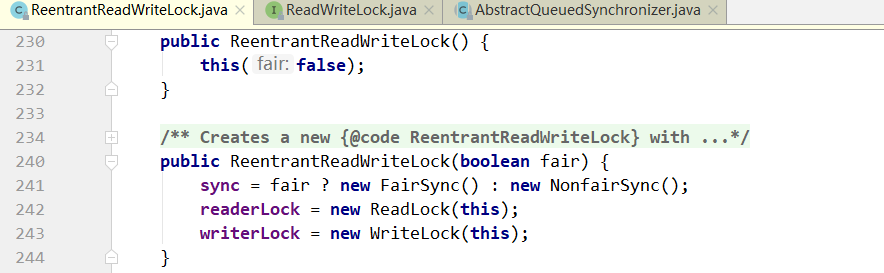 ReentrantReadWriteLock.java × ReadWriteLock.java × AbstractQueuedSynchronizer.java ×
230 public ReentrantReadWriteLock() {
231 this( fair: false);
232 }
233
234 /** Creates a new {@code ReentrantReadWriteLock} with ...*/
240 public ReentrantReadWriteLock(boolean fair) {
241 sync = fair ? new FairSync() : new NonfairSync();
242 readerLock = new ReadLock(this);
243 writerLock = new WriteLock(this);
244 }